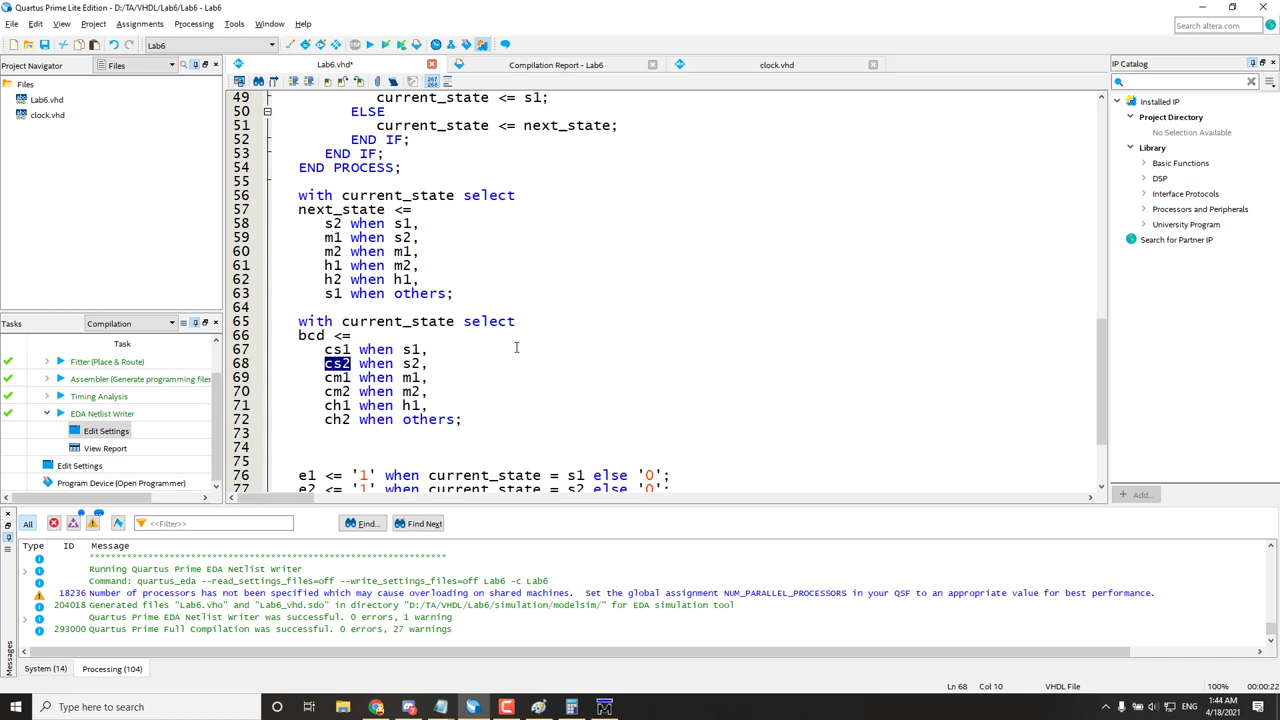 Quartus Prime Lite Edition - D:/TA/VHDL/Lab6/Lab6 - Lab6
File Edit View Project Assignments Processing Tools Window Help
Search altera.com
Lab6
Project Navigator Files
Files
Lab6.vhd
clock.vhd
Lab6.vhd* Compilation Report - Lab6 clock.vhd
49 current_state <= s1;
50 ELSE
51 current_state <= next_state;
52 END IF;
53 END IF;
54 END PROCESS;
55
56 with current_state select
57 next_state <=
58 s2 when s1,
59 m1 when s2,
60 m2 when m1,
61 h1 when m2,
62 h2 when h1,
63 s1 when others;
64
65 with current_state select
66 bcd <=
67 cs1 when s1,
68 cs2 when s2,
69 cm1 when m1,
70 cm2 when m2,
71 ch1 when h1,
72 ch2 when others;
73
74
75
76 e1 <= '1' when current_state = s1 else '0';
77 e2 <= '1' when current_state = s2 else '0';
IP Catalog
Installed IP
Project Directory
No Selection Available
Library
Basic Functions
DSP
Interface Protocols
Processors and Peripherals
University Program
Search for Partner IP
+ Add...
Tasks Compilation
Task
Fitter (Place & Route)
Assembler (Generate programming files
Timing Analysis
EDA Netlist Writer
Edit Settings
View Report
Edit Settings
Program Device (Open Programmer)
All <<Filter>> Find... Find Next
Type ID Message
*******************************************************************
Running Quartus Prime EDA Netlist Writer
Command: quartus_eda --read_settings_files=off --write_settings_files=off Lab6 -c Lab6
18236 Number of processors has not been specified which may cause overloading on shared machines. Set the global assignment NUM_PARALLEL_PROCESSORS in your QSF to an appropriate value for best performance.
204018 Generated files "Lab6.vho" and "Lab6_vhd.sdo" in directory "D:/TA/VHDL/Lab6/simulation/modelsim/" for EDA simulation tool
Quartus Prime EDA Netlist Writer was successful. 0 errors, 1 warning
293000 Quartus Prime Full Compilation was successful. 0 errors, 27 warnings
Messages
System (14) Processing (104)
Ln 68 Col 10 VHDL File 100% 00:00:22
Type here to search
ENG 1:44 AM
4/18/2021